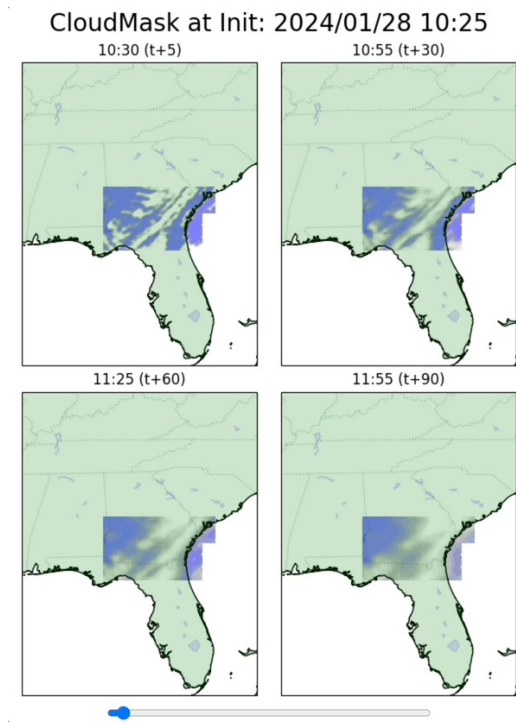 CloudMask at Init: 2024/01/28 10:25
10:30 (t+5)
10:55 (t+30)
11:25 (t+60)
11:55 (t+90)